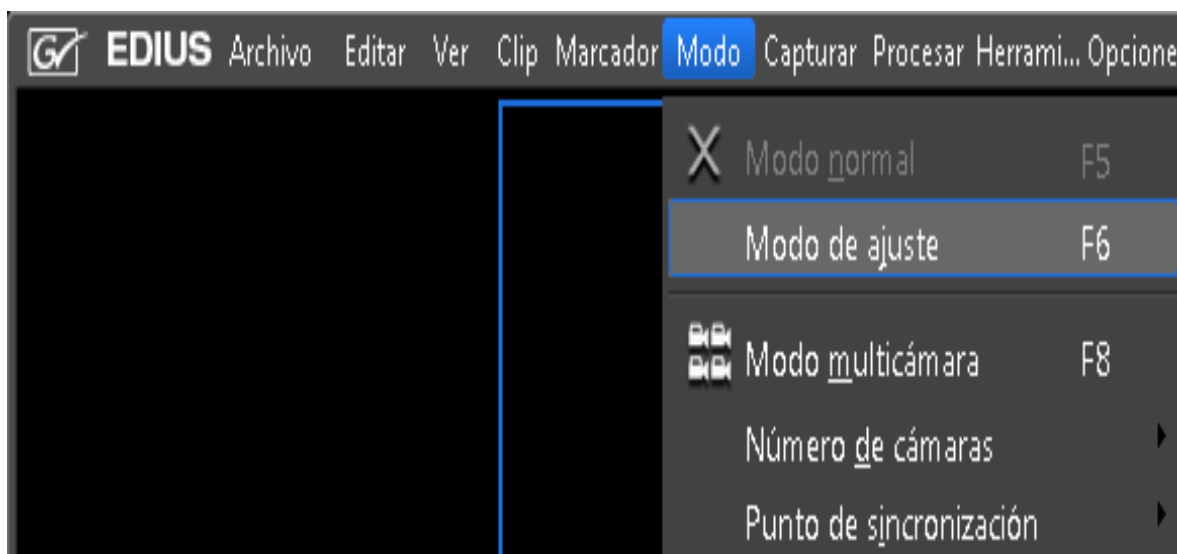 GV EDIUS Archivo Editar Ver Clip Marcador Modo Capturar Procesar Herrami... Opcione
Modo normal F5
Modo de ajuste F6
Modo multicámara F8
Número de cámaras
Punto de sincronización